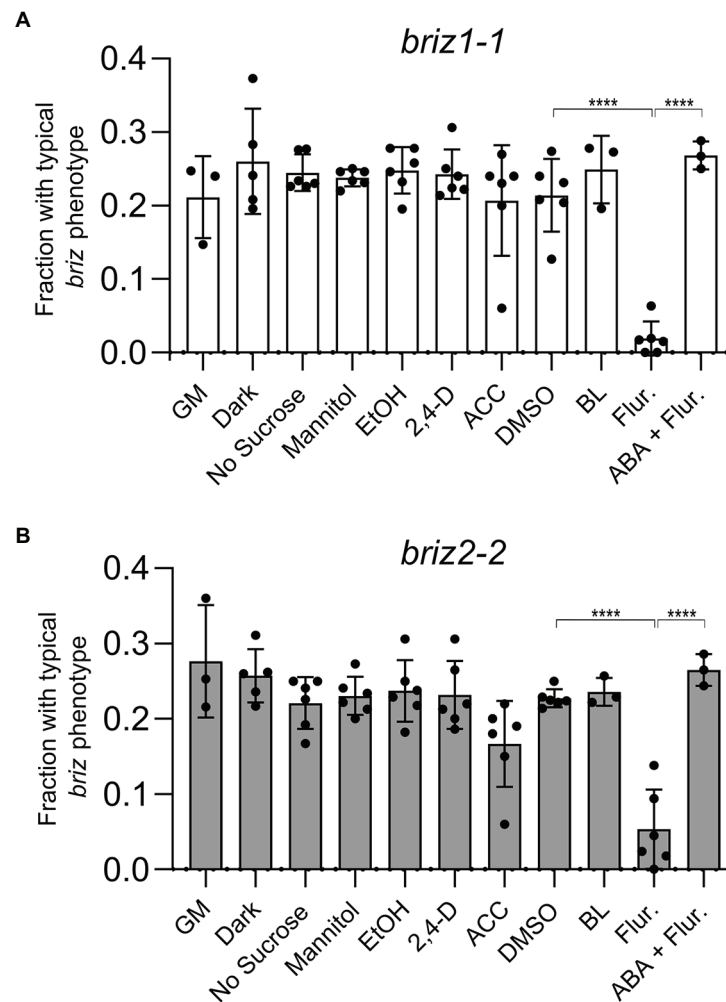 A
briz1-1
Fraction with typical
briz phenotype
0.4
0.3
0.2
0.1
0.0
**** ****
GM Dark No Sucrose Mannitol EtOH 2,4-D ACC DMSO BL Flur. ABA + Flur.
B
briz2-2
Fraction with typical
briz phenotype
0.4
0.3
0.2
0.1
0.0
**** ****
GM Dark No Sucrose Mannitol EtOH 2,4-D ACC DMSO BL Flur. ABA + Flur.